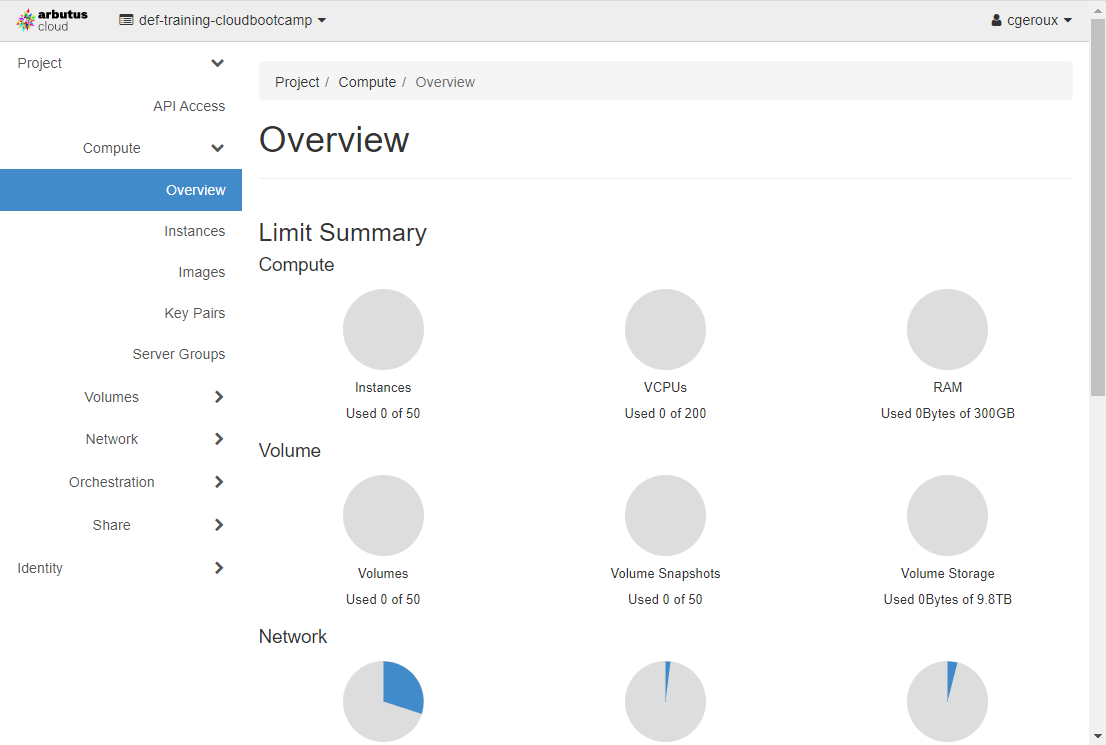 arbutus
cloud
def-training-cloudbootcamp
cgeroux
Project
API Access
Compute
Overview
Instances
Images
Key Pairs
Server Groups
Volumes
Network
Orchestration
Share
Identity
Project / Compute / Overview
Overview
Limit Summary
Compute
Instances VCPUs RAM
Used 0 of 50 Used 0 of 200 Used 0Bytes of 300GB
Volume
Volumes Volume Snapshots Volume Storage
Used 0 of 50 Used 0 of 50 Used 0Bytes of 9.8TB
Network